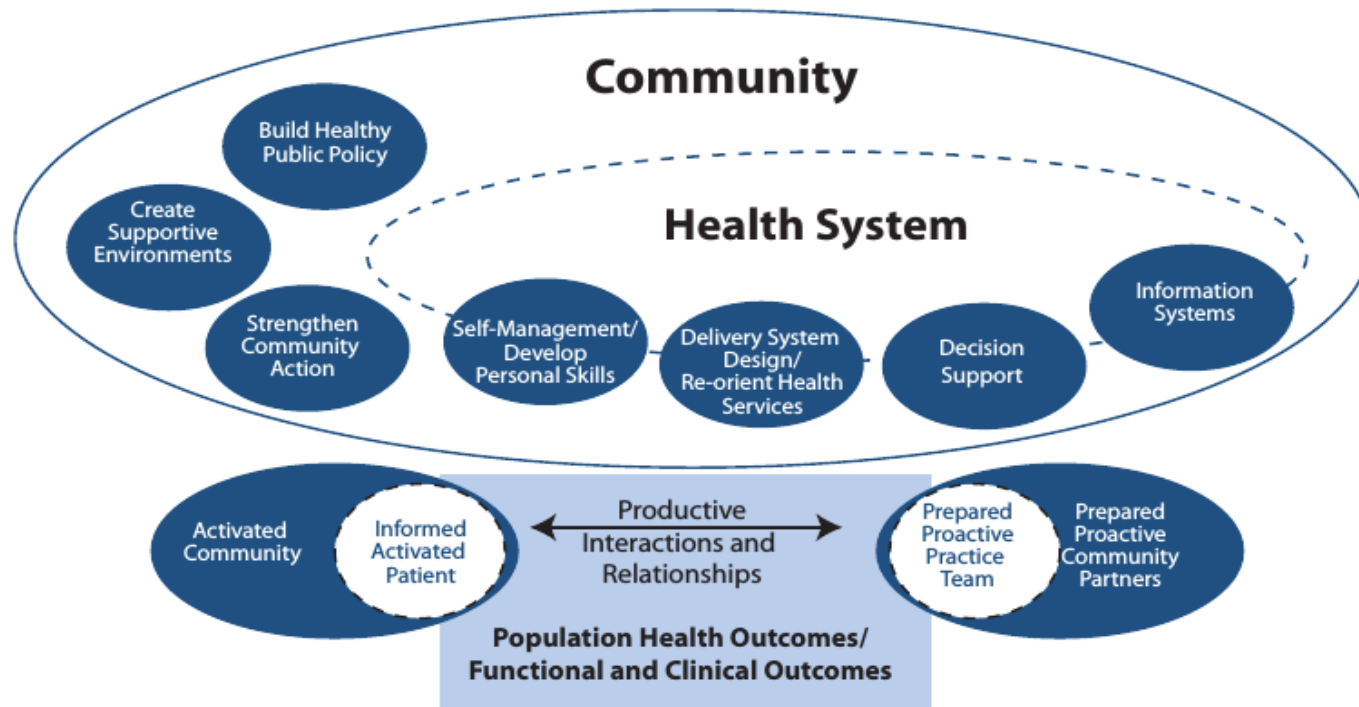 Community
Build Healthy
Public Policy
Create
Supportive
Environments
Strengthen
Community
Action
Health System
Self-Management/
Develop
Personal Skills
Delivery System
Design/
Re-orient Health
Services
Decision
Support
Information
Systems
Activated
Community
Informed
Activated
Patient
Productive
Interactions and
Relationships
Prepared
Proactive
Practice
Team
Prepared
Proactive
Community
Partners
Population Health Outcomes/
Functional and Clinical Outcomes